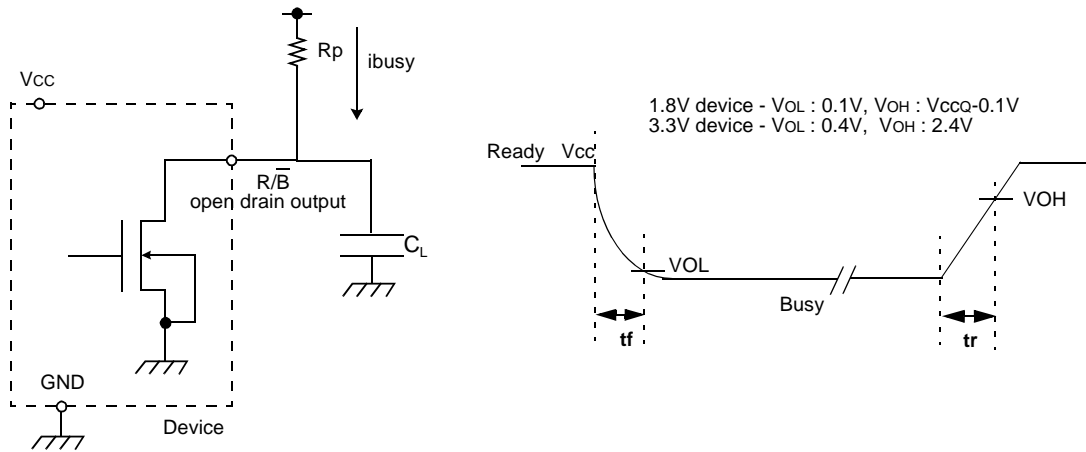 Rp
ibusy
VCC
R/B̅
open drain output
CL
GND
Device
1.8V device - VOL : 0.1V, VOH : VCCQ-0.1V
3.3V device - VOL : 0.4V, VOH : 2.4V
Ready Vcc
VOH
VOL
Busy
tf
tr